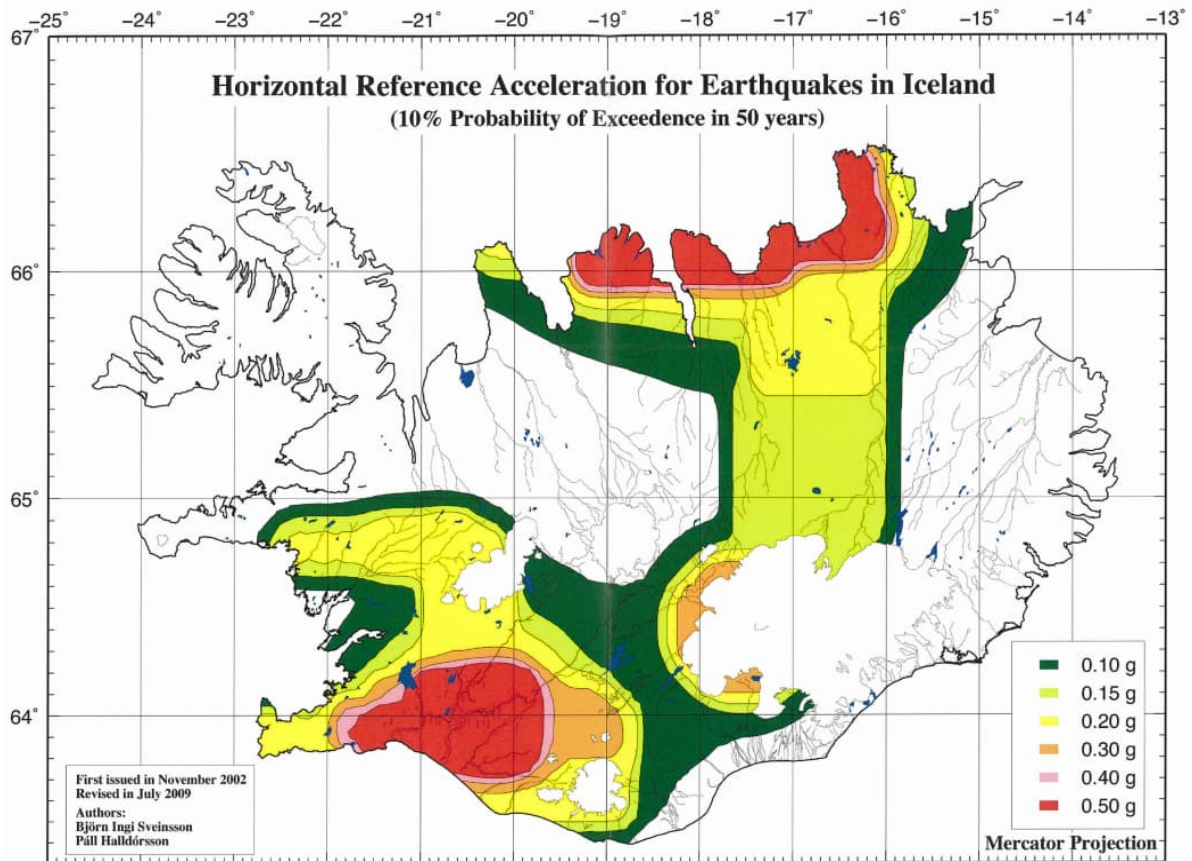 −25° −24° −23° −22° −21° −20° −19° −18° −17° −16° −15° −14° −13°
67°
Horizontal Reference Acceleration for Earthquakes in Iceland
(10% Probability of Exceedence in 50 years)
66°
65°
64°
0.10 g
0.15 g
0.20 g
0.30 g
0.40 g
0.50 g
First issued in November 2002
Revised in July 2009
Authors:
Björn Ingi Sveinsson
Páll Halldórsson
Mercator Projection